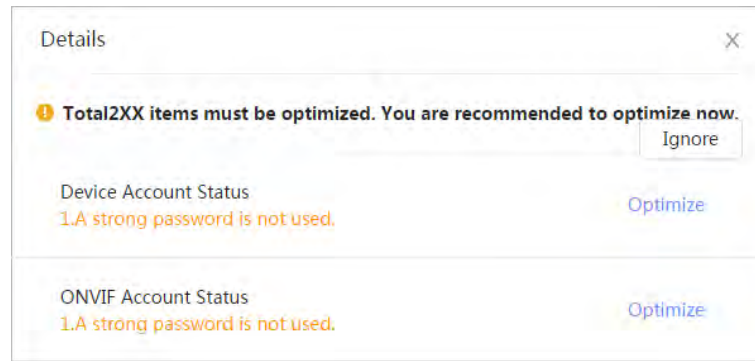 Details
Total2XX items must be optimized. You are recommended to optimize now.
Ignore
Device Account Status
1.A strong password is not used.
Optimize
ONVIF Account Status
1.A strong password is not used.
Optimize